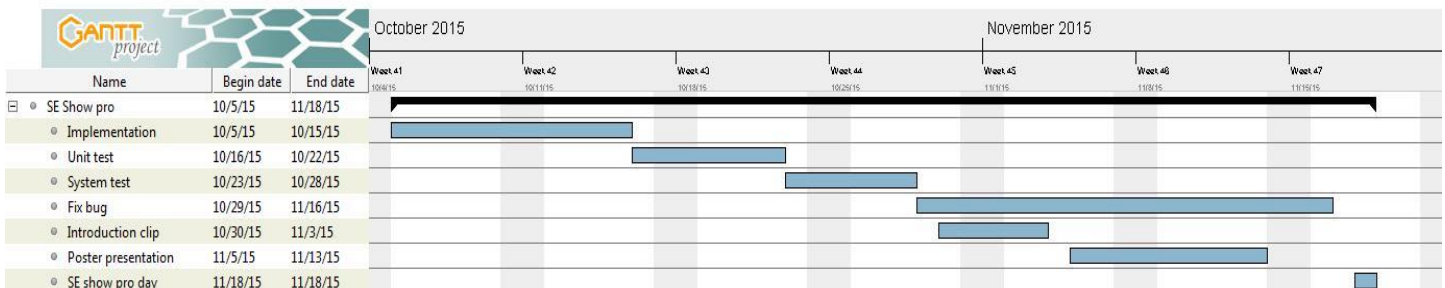 GANTT
project
October 2015
November 2015
Name Begin date End date
Week 41 Week 42 Week 43 Week 44 Week 45 Week 46 Week 47
10/4/15 10/11/15 10/18/15 10/25/15 11/1/15 11/8/15 11/15/15
SE Show pro 10/5/15 11/18/15
Implementation 10/5/15 10/15/15
Unit test 10/16/15 10/22/15
System test 10/23/15 10/28/15
Fix bug 10/29/15 11/16/15
Introduction clip 10/30/15 11/3/15
Poster presentation 11/5/15 11/13/15
SE show pro day 11/18/15 11/18/15